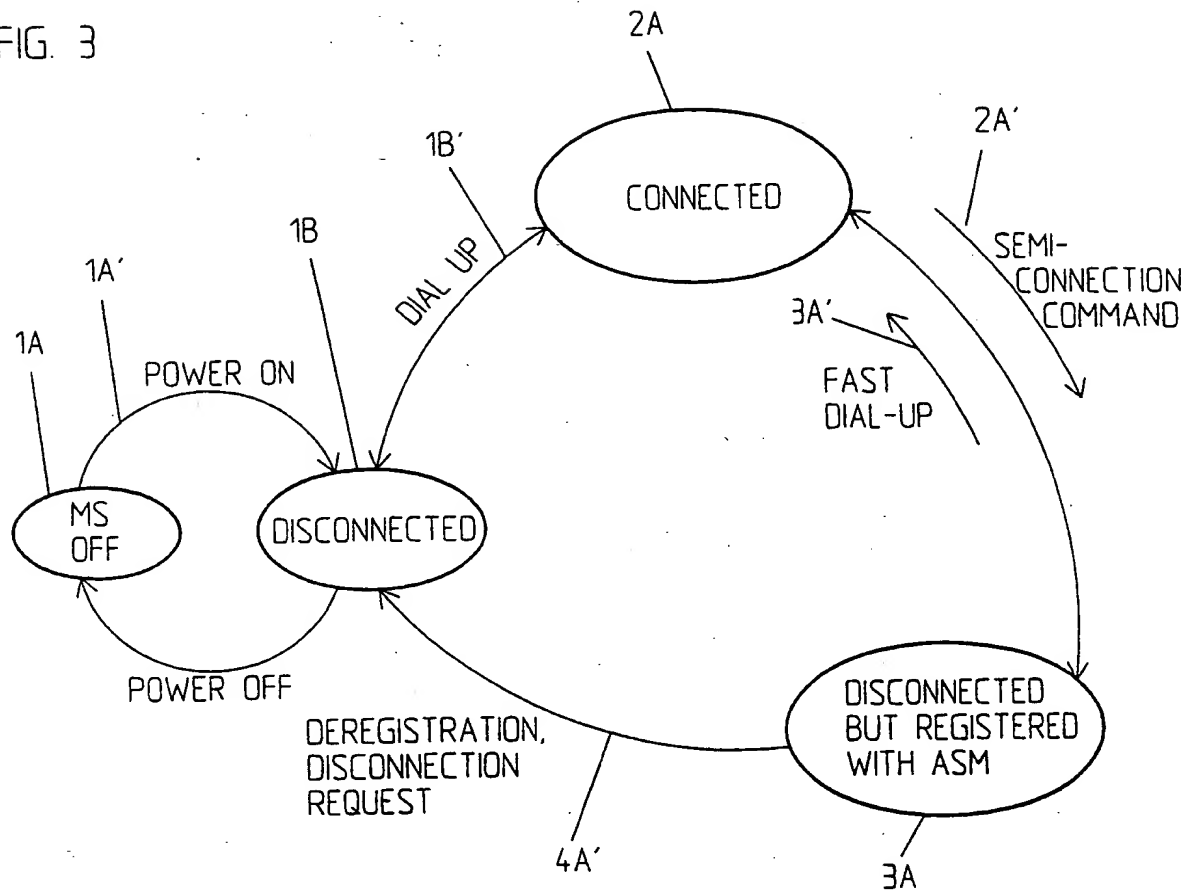 FIG. 3
2A
2A'
1B'
CONNECTED
1B
DIAL UP
SEMI-
CONNECTION
COMMAND
1A'
3A'
1A
POWER ON
FAST
DIAL-UP
MS
OFF
DISCONNECTED
POWER OFF
DISCONNECTED
BUT REGISTERED
WITH ASM
DEREGISTRATION,
DISCONNECTION
REQUEST
4A'
3A